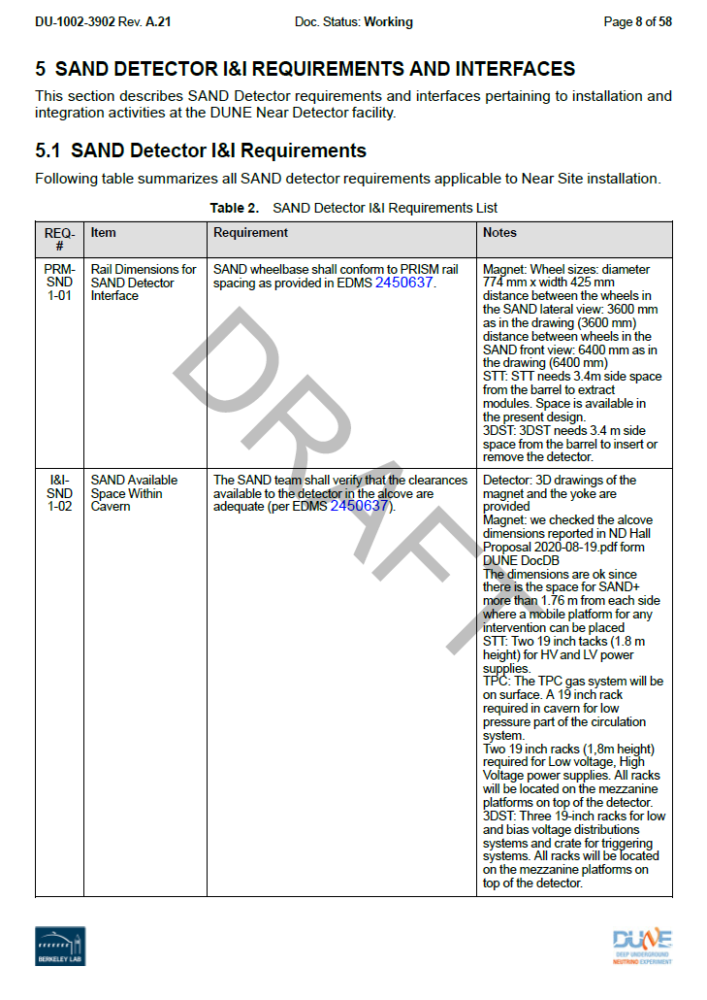 DU-1002-3902 Rev. A.21 Doc. Status: Working Page 8 of 58
5 SAND DETECTOR I&I REQUIREMENTS AND INTERFACES
This section describes SAND Detector requirements and interfaces pertaining to installation and
integration activities at the DUNE Near Detector facility.
5.1 SAND Detector I&I Requirements
Following table summarizes all SAND detector requirements applicable to Near Site installation.
Table 2. SAND Detector I&I Requirements List
REQ-
#
Item
Requirement
Notes
PRM-
SND
1-01
Rail Dimensions for
SAND Detector
Interface
SAND wheelbase shall conform to PRISM rail
spacing as provided in EDMS 2450637.
Magnet: Wheel sizes: diameter
774 mm x width 425 mm
distance between the wheels in
the SAND lateral view: 3600 mm
as in the drawing (3600 mm)
distance between wheels in the
SAND front view: 6400 mm as in
the drawing (6400 mm)
STT: STT needs 3.4m side space
from the barrel to extract
modules. Space is available in
the present design.
3DST: 3DST needs 3.4 m side
space from the barrel to insert or
remove the detector.
I&I-
SND
1-02
SAND Available
Space Within
Cavern
The SAND team shall verify that the clearances
available to the detector in the alcove are
adequate (per EDMS 2450637).
Detector: 3D drawings of the
magnet and the yoke are
provided
Magnet: we checked the alcove
dimensions reported in ND Hall
Proposal 2020-08-19.pdf form
DUNE DocDB
The dimensions are ok since
there is the space for SAND+
more than 1.76 m from each side
where a mobile platform for any
intervention can be placed
STT: Two 19 inch tacks (1.8 m
height) for HV and LV power
supplies.
TPC: The TPC gas system will be
on surface. A 19 inch rack
required in cavern for low
pressure part of the circulation
system.
Two 19 inch racks (1,8m height)
required for Low voltage, High
Voltage power supplies. All racks
will be located on the mezzanine
platforms on top of the detector.
3DST: Three 19-inch racks for low
and bias voltage distributions
systems and crate for triggering
systems. All racks will be located
on the mezzanine platforms on
top of the detector.
DRAFT
BERKELEY LAB
DUNE
DEEP UNDERGROUND
NEUTRINO EXPERIMENT